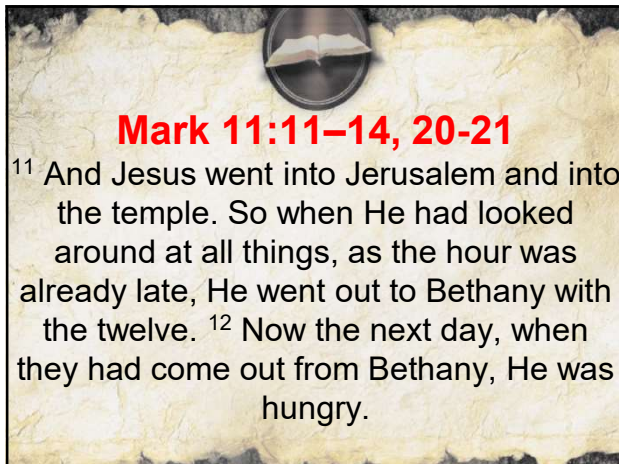 Mark 11:11–14, 20-21
¹¹ And Jesus went into Jerusalem and into
the temple. So when He had looked
around at all things, as the hour was
already late, He went out to Bethany with
the twelve. ¹² Now the next day, when
they had come out from Bethany, He was
hungry.